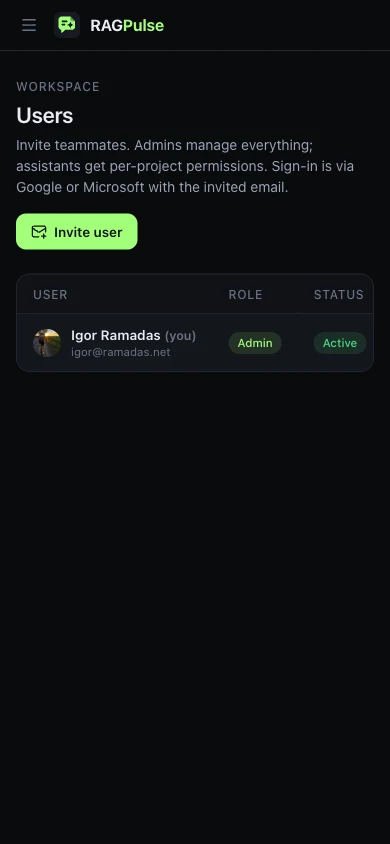 RAGPulse
WORKSPACE
Users
Invite teammates. Admins manage everything;
assistants get per-project permissions. Sign-in is via
Google or Microsoft with the invited email.
Invite user
USER ROLE STATUS
Igor Ramadas (you) Admin Active
igor@ramadas.net